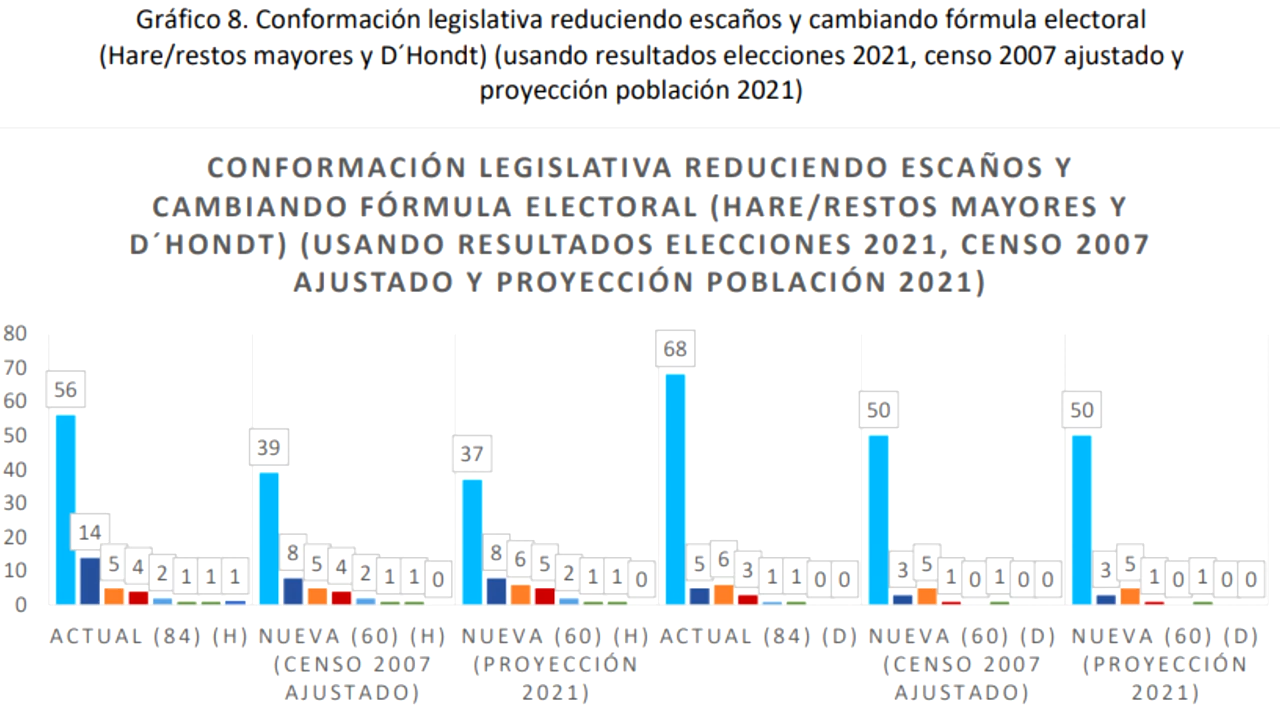 Gráfico 8. Conformación legislativa reduciendo escaños y cambiando fórmula electoral
(Hare/restos mayores y D´Hondt) (usando resultados elecciones 2021, censo 2007 ajustado y
proyección población 2021)
CONFORMACIÓN LEGISLATIVA REDUCIENDO ESCAÑOS Y
CAMBIANDO FÓRMULA ELECTORAL (HARE/RESTOS MAYORES Y
D´HONDT) (USANDO RESULTADOS ELECCIONES 2021, CENSO 2007
AJUSTADO Y PROYECCIÓN POBLACIÓN 2021)
80
70
60
50
40
30
20
10
0
56 14 5 4 2 1 1 1
39 8 5 4 2 1 1 0
37 8 6 5 2 1 1 0
68 5 6 3 1 1 0 0
50 3 5 1 0 1 0 0
50 3 5 1 0 1 0 0
ACTUAL (84) (H)
NUEVA (60) (H)
(CENSO 2007
AJUSTADO)
NUEVA (60) (H)
(PROYECCIÓN
2021)
ACTUAL (84) (D)
NUEVA (60) (D)
(CENSO 2007
AJUSTADO)
NUEVA (60) (D)
(PROYECCIÓN
2021)